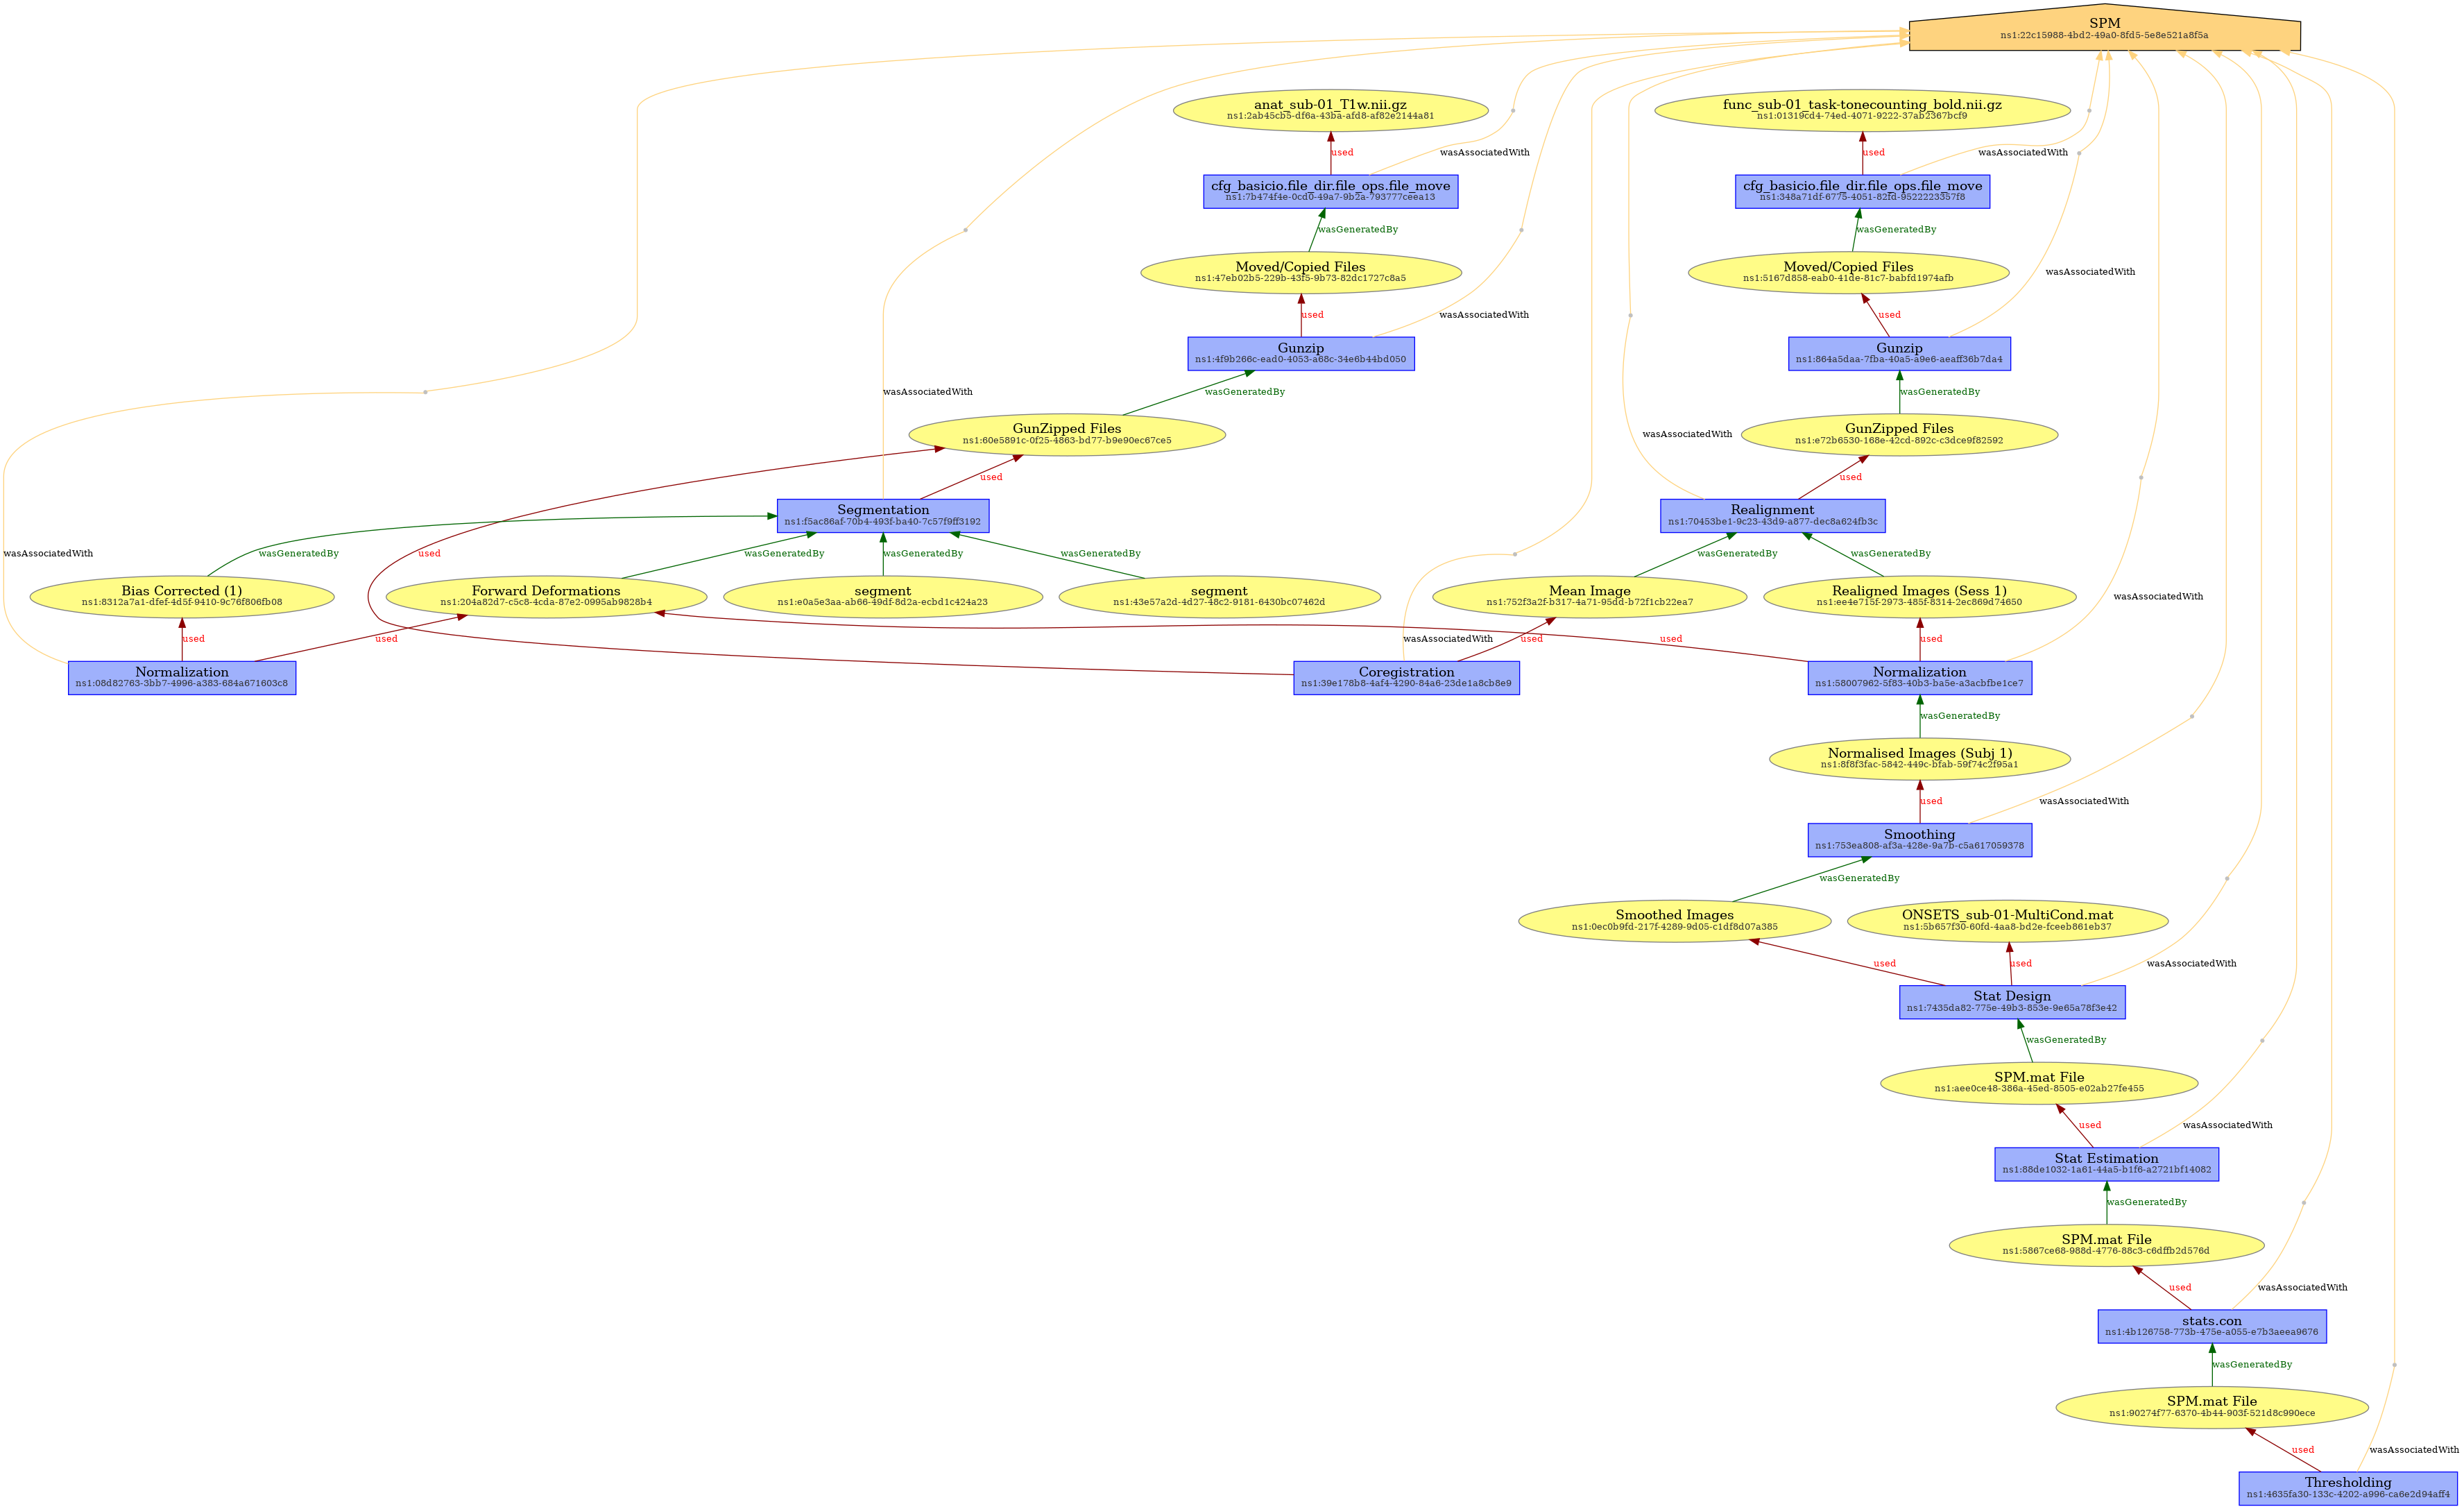 SPM
ns1:22c15988-4bd2-49a0-8fd5-5e8e521a8f5a
anat_sub-01_T1w.nii.gz
ns1:2ab45cb5-df6a-43ba-afd8-af82e2144a81
func_sub-01_task-tonecounting_bold.nii.gz
ns1:01319cd4-74ed-4071-9222-37ab2367bcf9
used
wasAssociatedWith
used
wasAssociatedWith
cfg_basicio.file_dir.file_ops.file_move
ns1:7b474f4e-0cd0-49a7-9b2a-793777ceea13
cfg_basicio.file_dir.file_ops.file_move
ns1:348a71df-6775-4051-82fd-9522223357f8
wasGeneratedBy
wasGeneratedBy
Moved/Copied Files
ns1:47eb02b5-229b-43f5-9b73-82dc1727c8a5
Moved/Copied Files
ns1:5167d858-eab0-41de-81c7-babfd1974afb
wasAssociatedWith
used
wasAssociatedWith
used
Gunzip
ns1:4f9b266c-ead0-4053-a68c-34e6b44bd050
Gunzip
ns1:864a5daa-7fba-40a5-a9e6-aeaff36b7da4
wasAssociatedWith
wasGeneratedBy
wasGeneratedBy
GunZipped Files
ns1:60e5891c-0f25-4863-bd77-b9e90ec67ce5
wasAssociatedWith
GunZipped Files
ns1:e72b6530-168e-42cd-892c-c3dce9f82592
used
used
Segmentation
ns1:f5ac86af-70b4-493f-ba40-7c57f9ff3192
Realignment
ns1:70453be1-9c23-43d9-a877-dec8a624fb3c
wasAssociatedWith
wasGeneratedBy
used
wasGeneratedBy
wasGeneratedBy
wasGeneratedBy
wasGeneratedBy
wasGeneratedBy
Bias Corrected (1)
ns1:8312a7a1-dfef-4d5f-9410-9c76f806fb08
Forward Deformations
ns1:204a82d7-c5c8-4cda-87e2-0995ab9828b4
segment
ns1:e0a5e3aa-ab66-49df-8d2a-ecbd1c424a23
segment
ns1:43e57a2d-4d27-48c2-9181-6430bc07462d
Mean Image
ns1:752f3a2f-b317-4a71-95dd-b72f1cb22ea7
Realigned Images (Sess 1)
ns1:ee4e715f-2973-485f-8314-2ec869d74650
wasAssociatedWith
used
used
wasAssociatedWith
used
used
used
Normalization
ns1:08d82763-3bb7-4996-a383-684a671603c8
Coregistration
ns1:39e178b8-4af4-4290-84a6-23de1a8cb8e9
Normalization
ns1:58007962-5f83-40b3-ba5e-a3acbfbe1ce7
wasGeneratedBy
Normalised Images (Subj 1)
ns1:8f8f3fac-5842-449c-bfab-59f74c2f95a1
used
wasAssociatedWith
Smoothing
ns1:753ea808-af3a-428e-9a7b-c5a617059378
wasGeneratedBy
Smoothed Images
ns1:0ec0b9fd-217f-4289-9d05-c1df8d07a385
ONSETS_sub-01-MultiCond.mat
ns1:5b657f30-60fd-4aa8-bd2e-fceeb861eb37
used
used
wasAssociatedWith
Stat Design
ns1:7435da82-775e-49b3-853e-9e65a78f3e42
wasGeneratedBy
SPM.mat File
ns1:aee0ce48-386a-45ed-8505-e02ab27fe455
used
wasAssociatedWith
Stat Estimation
ns1:88de1032-1a61-44a5-b1f6-a2721bf14082
wasGeneratedBy
SPM.mat File
ns1:5867ce68-988d-4776-88c3-c6dffb2d576d
used
wasAssociatedWith
stats.con
ns1:4b126758-773b-475e-a055-e7b3aeea9676
wasGeneratedBy
SPM.mat File
ns1:90274f77-6370-4b44-903f-521d8c990ece
used
wasAssociatedWith
Thresholding
ns1:4635fa30-133c-4202-a996-ca6e2d94aff4